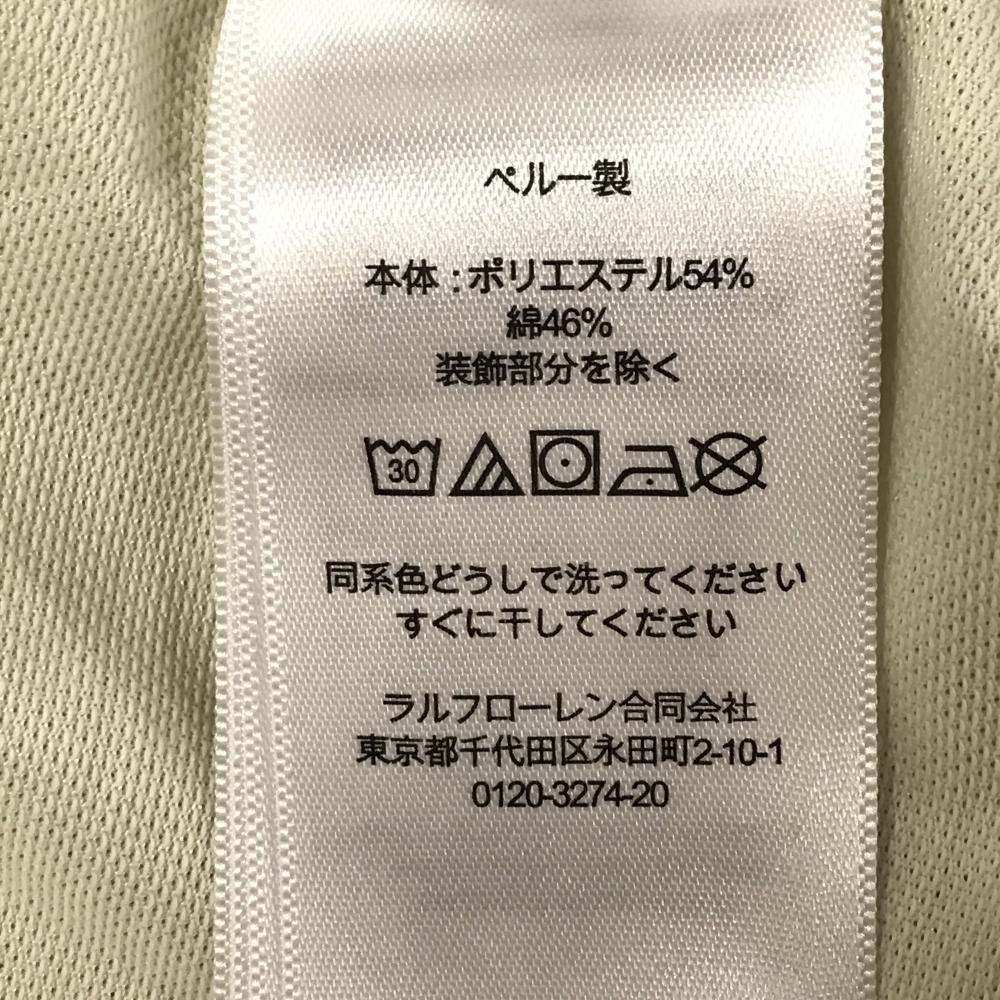 ペルー製
本体:ポリエステル54%
綿46%
装飾部分を除く
30
同系色どうしで洗ってください
すぐに干してください
ラルフローレン合同会社
東京都千代田区永田町2-10-1
0120-3274-20